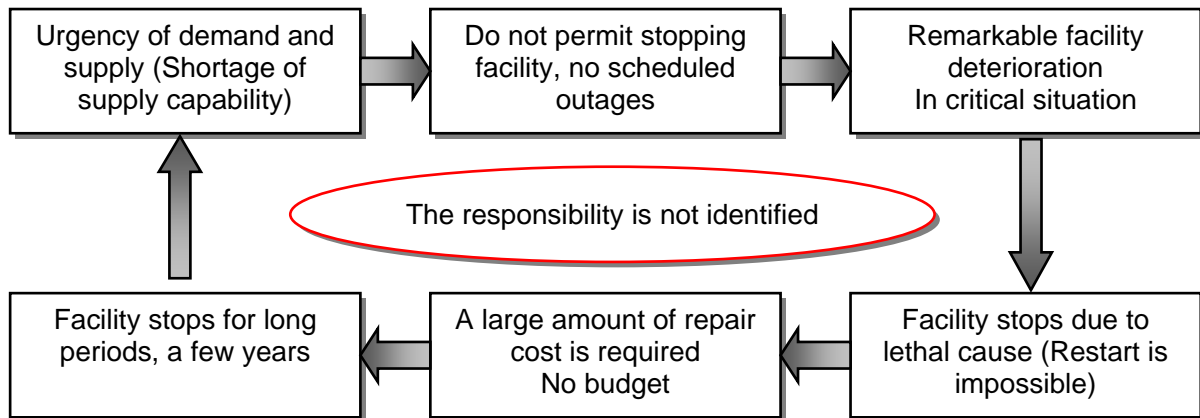 Urgency of demand and
supply (Shortage of
supply capability)
Do not permit stopping
facility, no scheduled
outages
Remarkable facility
deterioration
In critical situation
The responsibility is not identified
Facility stops for long
periods, a few years
A large amount of repair
cost is required
No budget
Facility stops due to
lethal cause (Restart is
impossible)